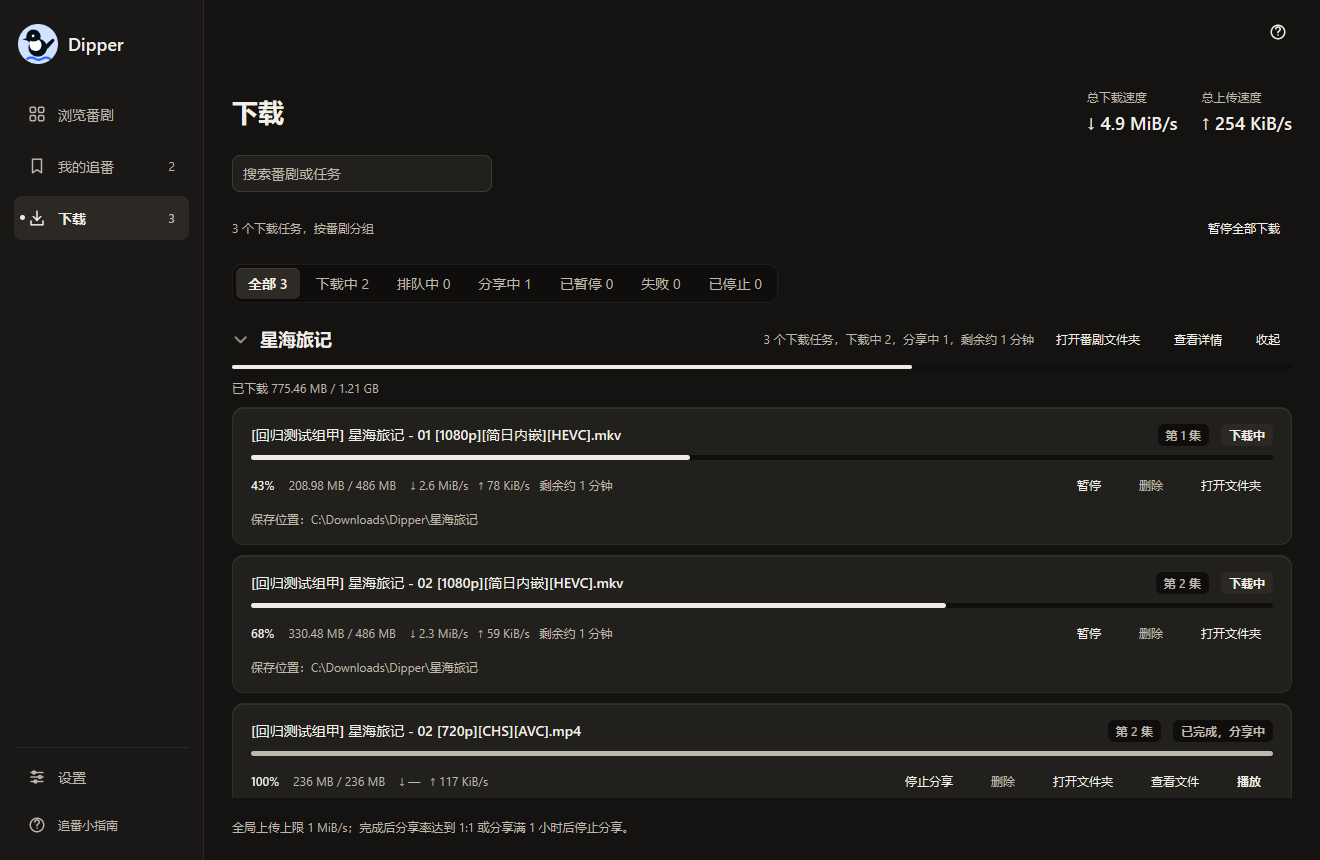 Dipper
浏览番剧
我的追番 2
下载 3
设置
追番小指南
下载
总下载速度 总上传速度
↓ 4.9 MiB/s ↑ 254 KiB/s
搜索番剧或任务
3 个下载任务，按番剧分组 暂停全部下载
全部 3 下载中 2 排队中 0 分享中 1 已暂停 0 失败 0 已停止 0
星海旅记 3 个下载任务，下载中 2，分享中 1，剩余约 1 分钟 打开番剧文件夹 查看详情 收起
已下载 775.46 MB / 1.21 GB
[回归测试组甲] 星海旅记 - 01 [1080p][简日内嵌][HEVC].mkv 第 1 集 下载中
43% 208.98 MB / 486 MB ↓ 2.6 MiB/s ↑ 78 KiB/s 剩余约 1 分钟 暂停 删除 打开文件夹
保存位置：C:\Downloads\Dipper\星海旅记
[回归测试组甲] 星海旅记 - 02 [1080p][简日内嵌][HEVC].mkv 第 2 集 下载中
68% 330.48 MB / 486 MB ↓ 2.3 MiB/s ↑ 59 KiB/s 剩余约 1 分钟 暂停 删除 打开文件夹
保存位置：C:\Downloads\Dipper\星海旅记
[回归测试组甲] 星海旅记 - 02 [720p][CHS][AVC].mp4 第 2 集 已完成，分享中
100% 236 MB / 236 MB ↓ — ↑ 117 KiB/s 停止分享 删除 打开文件夹 查看文件 播放
全局上传上限 1 MiB/s；完成后分享率达到 1:1 或分享满 1 小时后停止分享。